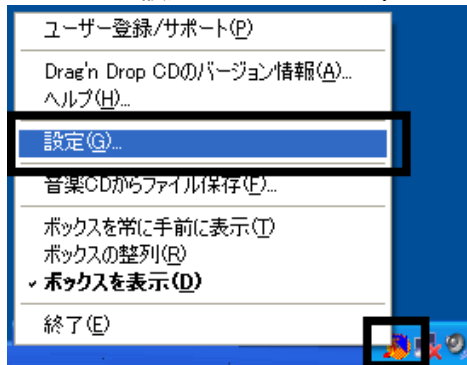 ユーザー登録/サポート(P)
Drag'n Drop CDのバージョン情報(A)...
ヘルプ(H)...
設定(G)...
音楽CDからファイル保存(F)...
ボックスを常に手前に表示(T)
ボックスの整列(R)
ボックスを表示(D)
終了(E)